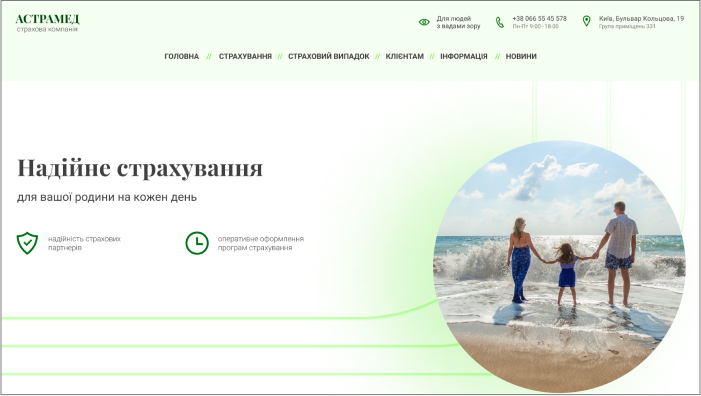 АСТРАМЕД
страхова компанія
Для людей
з вадами зору
+38 066 55 45 578
Пн-Пт 9:00 - 18:00
Київ, Бульвар Кольцова, 19
Група приміщень 331
ГОЛОВНА // СТРАХУВАННЯ // СТРАХОВИЙ ВИПАДОК // КЛІЄНТАМ // ІНФОРМАЦІЯ // НОВИНИ
Надійне страхування
для вашої родини на кожен день
надійність страхових
партнерів
оперативне оформлення
програм страхування